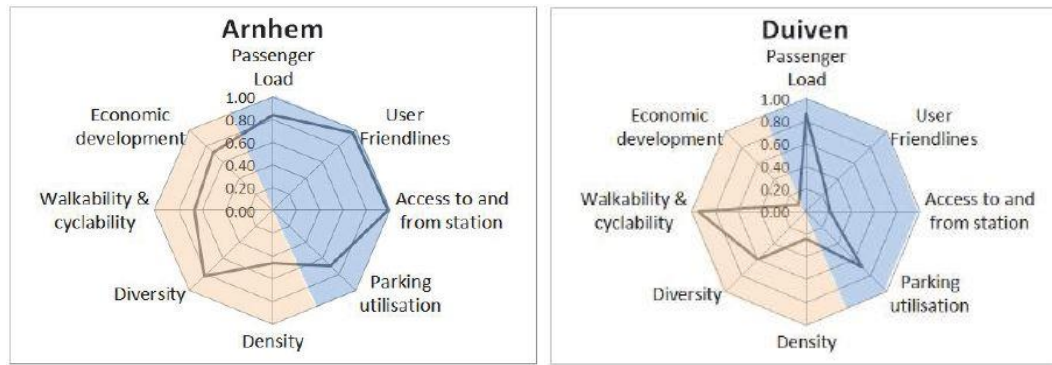 Arnhem
Passenger
Load
1.00
0.80
0.60
0.40
0.20
0.00
User
Friendlines
Access to and
from station
Parking
utilisation
Density
Diversity
Walkability &
cyclability
Economic
development
Duiven
Passenger
Load
1.00
0.80
0.60
0.40
0.20
0.00
User
Friendlines
Access to and
from station
Parking
utilisation
Density
Diversity
Walkability &
cyclability
Economic
development